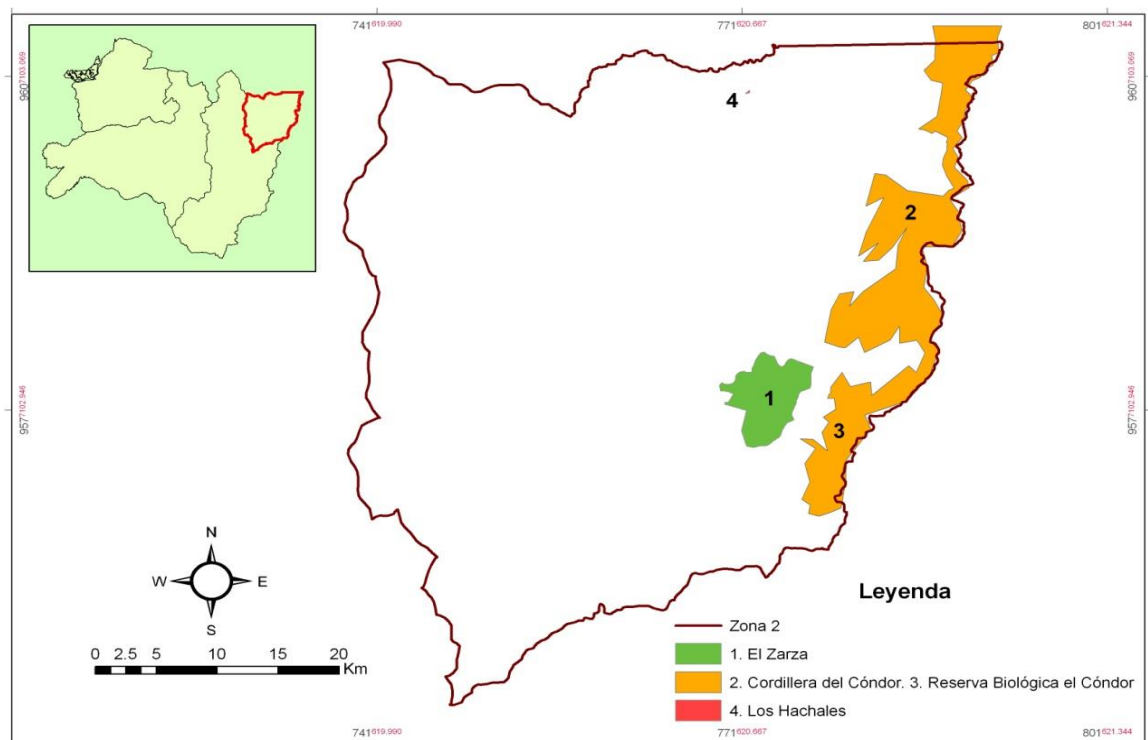 741619.990 771620.667 801621.344
9607103.069 9607103.069
4
2
1
9577102.946 9577102.946
3
N
W E
S
Leyenda
Zona 2
0 2.5 5 10 15 20
Km
1. El Zarza
2. Cordillera del Cóndor. 3. Reserva Biológica el Cóndor
4. Los Hachales
741619.990 771620.667 801621.344